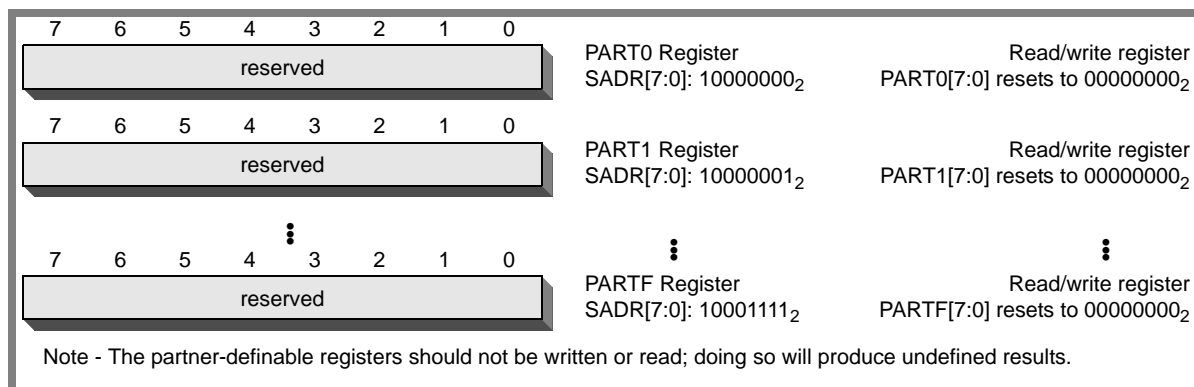 7 6 5 4 3 2 1 0
reserved
PART0 Register
SADR[7:0]: 10000000₂
Read/write register
PART0[7:0] resets to 00000000₂
7 6 5 4 3 2 1 0
reserved
PART1 Register
SADR[7:0]: 10000001₂
Read/write register
PART1[7:0] resets to 00000000₂
7 6 5 4 3 2 1 0
reserved
PARTF Register
SADR[7:0]: 10001111₂
Read/write register
PARTF[7:0] resets to 00000000₂
Note - The partner-definable registers should not be written or read; doing so will produce undefined results.